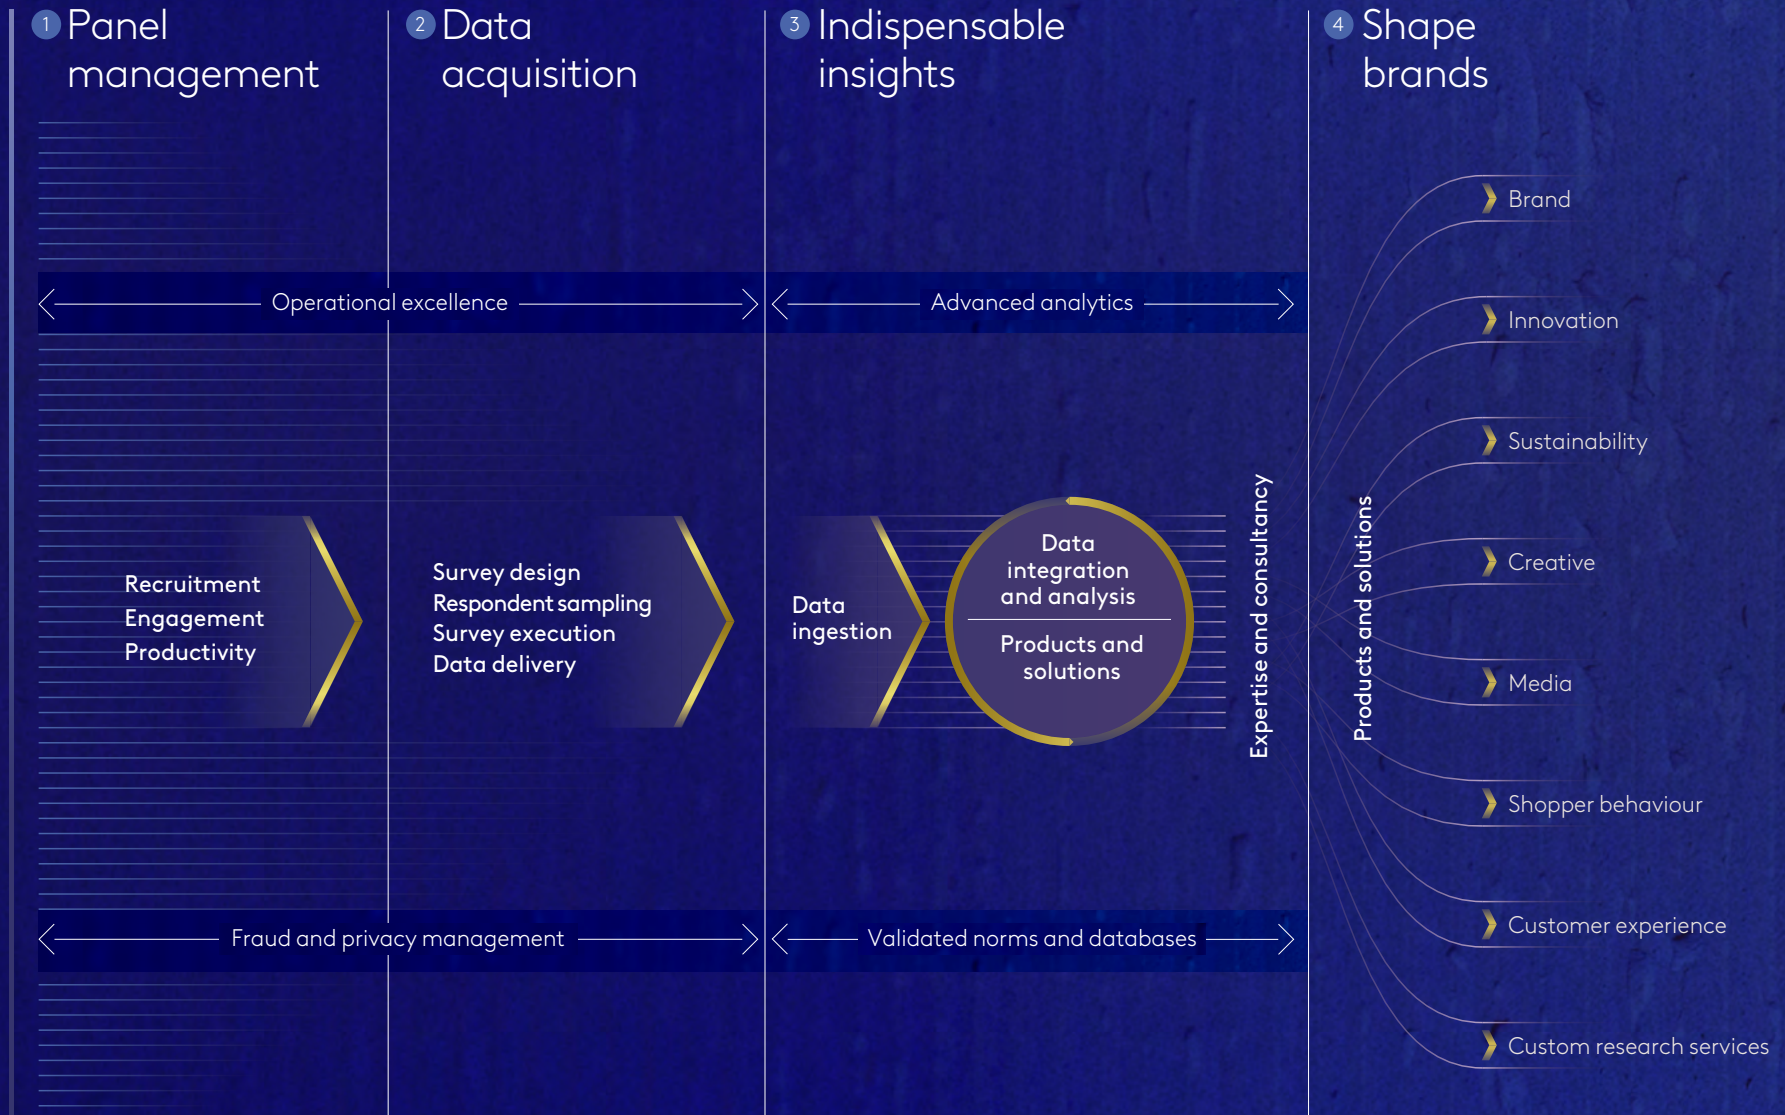 1 Panel
management
2 Data
acquisition
3 Indispensable
insights
4 Shape
brands
Operational excellence
Advanced analytics
Recruitment
Engagement
Productivity
Survey design
Respondent sampling
Survey execution
Data delivery
Data
ingestion
Data
integration
and analysis
Products and
solutions
Expertise and consultancy
Products and solutions
Brand
Innovation
Sustainability
Creative
Media
Shopper behaviour
Customer experience
Custom research services
Fraud and privacy management
Validated norms and databases